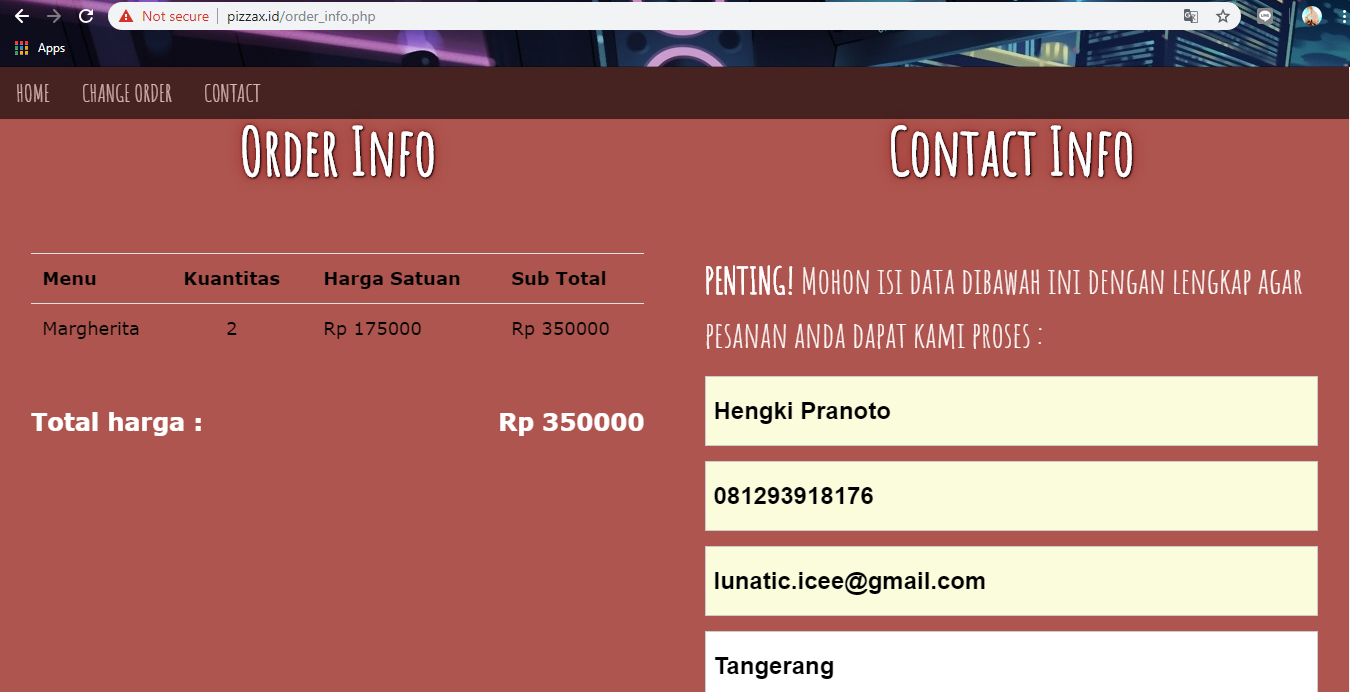 Not secure pizzax.id/order_info.php
Apps
HOME CHANGE ORDER CONTACT
Order Info
Menu Kuantitas Harga Satuan Sub Total
Margherita 2 Rp 175000 Rp 350000
Total harga : Rp 350000
Contact Info
PENTING! Mohon isi data dibawah ini dengan lengkap agar
pesanan anda dapat kami proses :
Hengki Pranoto
081293918176
lunatic.icee@gmail.com
Tangerang